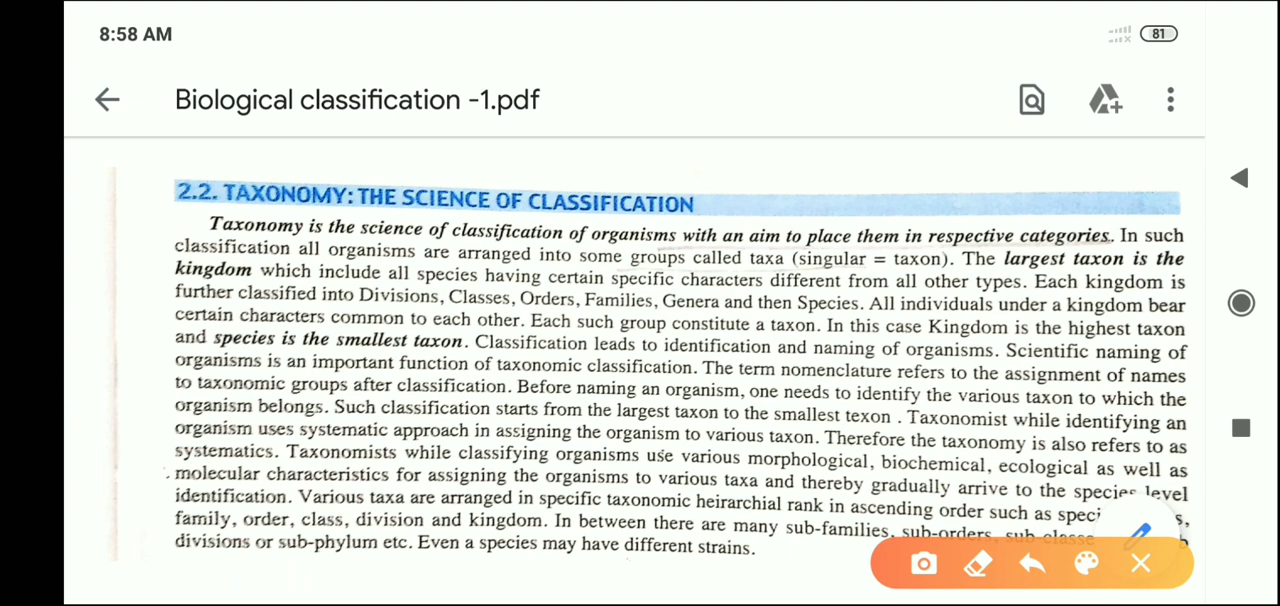 8:58 AM
81
Biological classification -1.pdf
2.2. TAXONOMY: THE SCIENCE OF CLASSIFICATION
Taxonomy is the science of classification of organisms with an aim to place them in respective categories. In such
classification all organisms are arranged into some groups called taxa (singular = taxon). The largest taxon is the
kingdom which include all species having certain specific characters different from all other types. Each kingdom is
further classified into Divisions, Classes, Orders, Families, Genera and then Species. All individuals under a kingdom bear
certain characters common to each other. Each such group constitute a taxon. In this case Kingdom is the highest taxon
and species is the smallest taxon. Classification leads to identification and naming of organisms. Scientific naming of
organisms is an important function of taxonomic classification. The term nomenclature refers to the assignment of names
to taxonomic groups after classification. Before naming an organism, one needs to identify the various taxon to which the
organism belongs. Such classification starts from the largest taxon to the smallest texon . Taxonomist while identifying an
organism uses systematic approach in assigning the organism to various taxon. Therefore the taxonomy is also refers to as
systematics. Taxonomists while classifying organisms use various morphological, biochemical, ecological as well as
molecular characteristics for assigning the organisms to various taxa and thereby gradually arrive to the species level
identification. Various taxa are arranged in specific taxonomic heirarchial rank in ascending order such as speci s,
family, order, class, division and kingdom. In between there are many sub-families, sub-orders, sub classe b
divisions or sub-phylum etc. Even a species may have different strains.